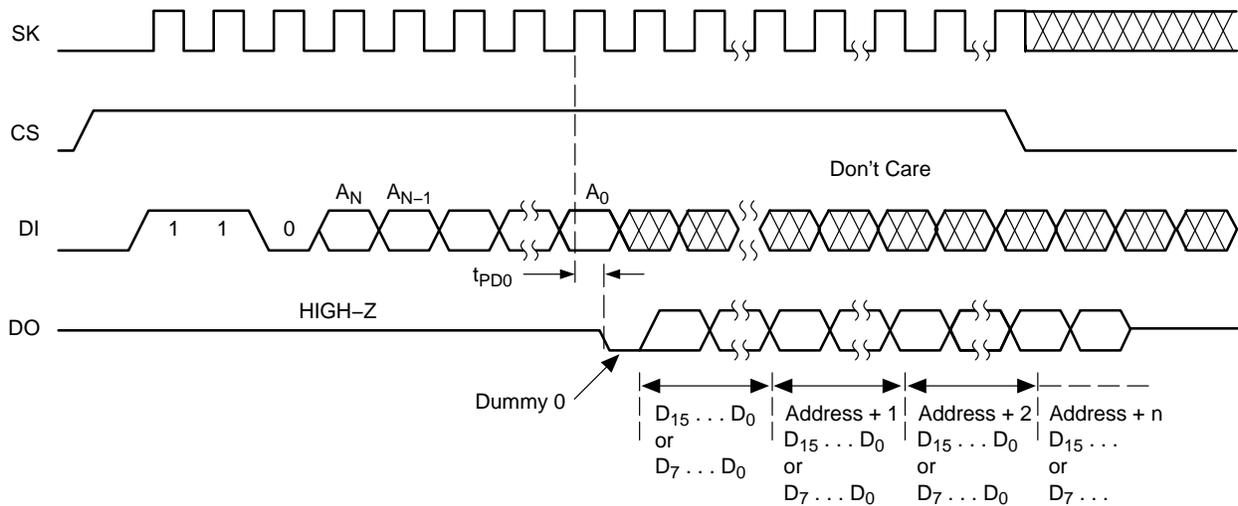 SK
CS
Don't Care
A_N A_N−1 A_0
DI 1 1 0
t_PD0
HIGH−Z
DO
Dummy 0
D_15 . . . D_0
or
D_7 . . . D_0
Address + 1
D_15 . . . D_0
or
D_7 . . . D_0
Address + 2
D_15 . . . D_0
or
D_7 . . . D_0
Address + n
D_15 . . .
or
D_7 . . .